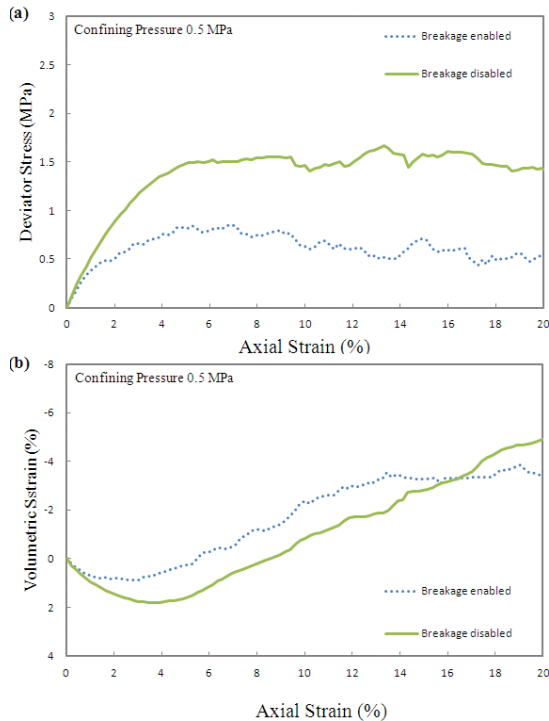 (a)
3
2.5
2
1.5
1
0.5
0
Deviator Stress (MPa)
Confining Pressure 0.5 MPa
Breakage enabled
Breakage disabled
0 2 4 6 8 10 12 14 16 18 20
Axial Strain (%)
(b)
-8
-6
-4
-2
0
2
4
Volumetric Sstrain (%)
Confining Pressure 0.5 MPa
Breakage enabled
Breakage disabled
0 2 4 6 8 10 12 14 16 18 20
Axial Strain (%)